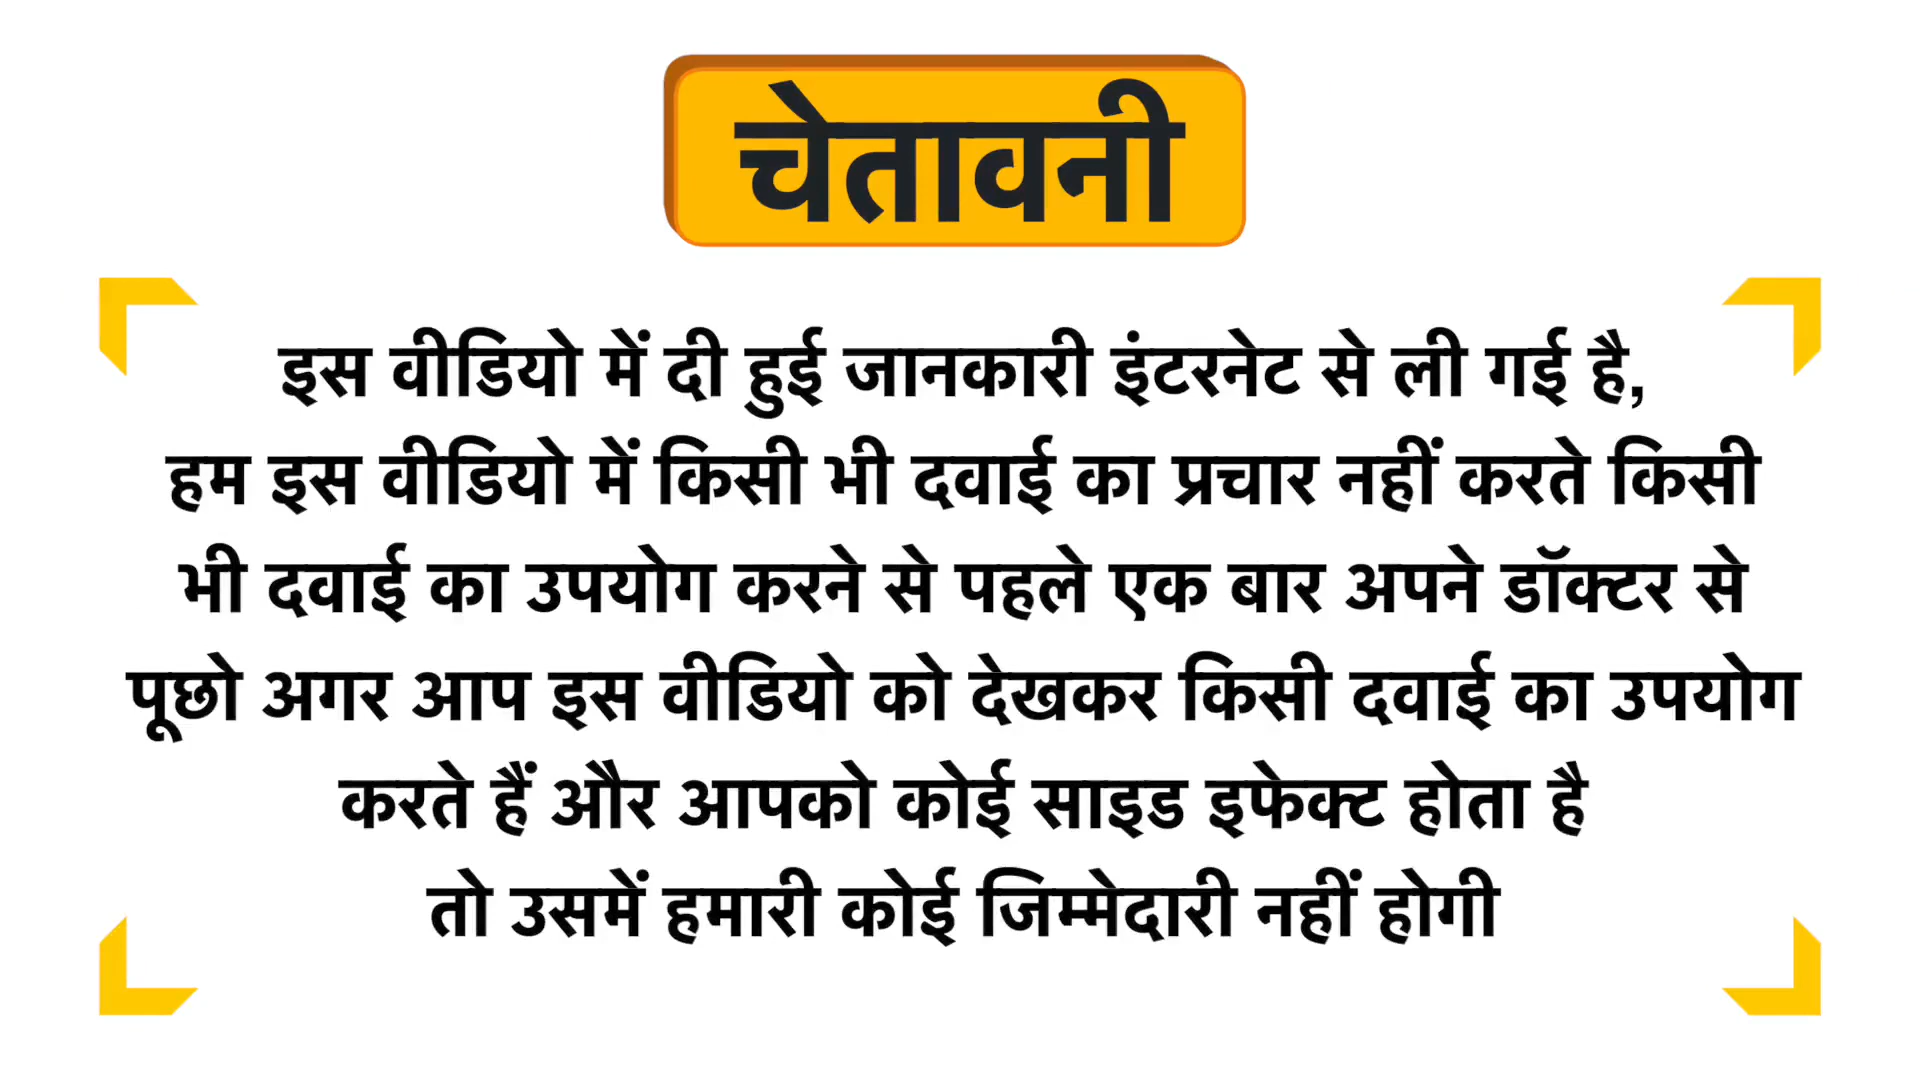 चेतावनी
इस वीडियो में दी हुई जानकारी इंटरनेट से ली गई है,
हम इस वीडियो में किसी भी दवाई का प्रचार नहीं करते किसी
भी दवाई का उपयोग करने से पहले एक बार अपने डॉक्टर से
पूछो अगर आप इस वीडियो को देखकर किसी दवाई का उपयोग
करते हैं और आपको कोई साइड इफेक्ट होता है
तो उसमें हमारी कोई जिम्मेदारी नहीं होगी